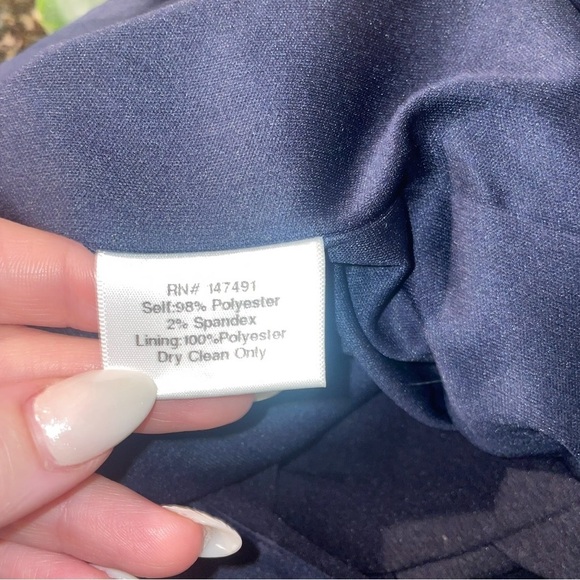 RN# 147491
Self:98% Polyester
2% Spandex
Lining:100%Polyester
Dry Clean Only